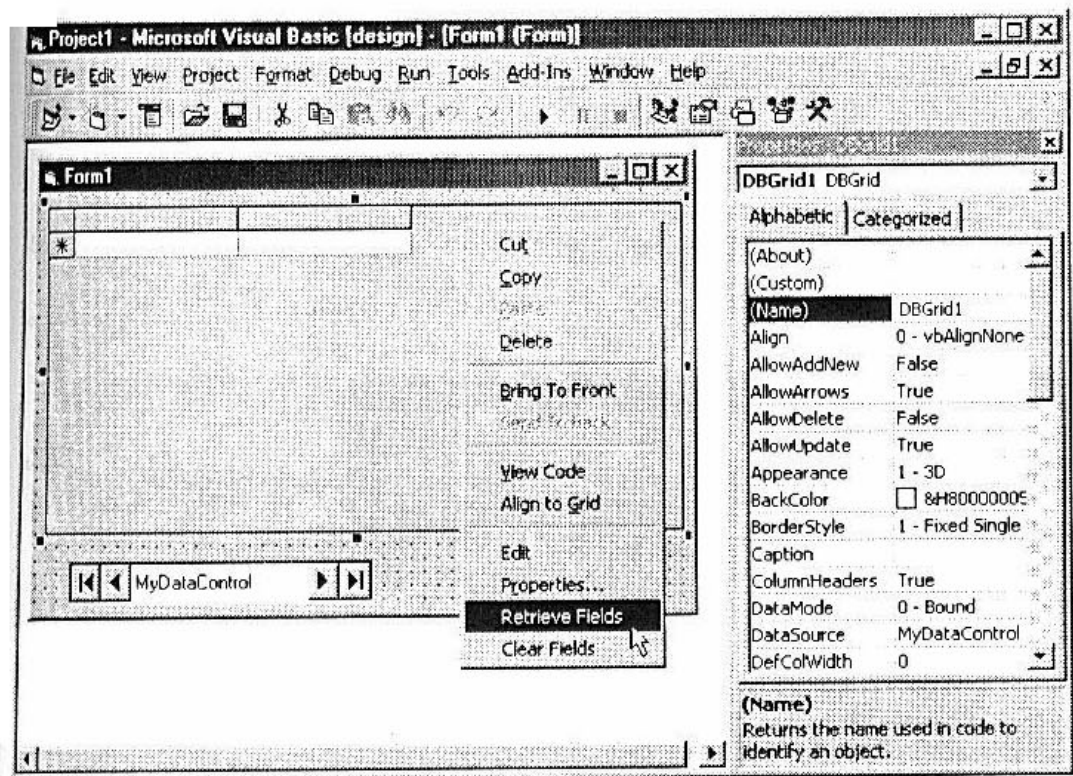 Project1 - Microsoft Visual Basic [design] - [Form1 (Form)]
File Edit View Project Format Debug Run Tools Add-Ins Window Help
Form1
*
Cut
Copy
Paste
Delete
Bring To Front
Send To Back
View Code
Align to Grid
Edit
Properties...
Retrieve Fields
Clear Fields
MyDataControl
DBGrid1 DBGrid
Alphabetic Categorized
(About)
(Custom)
(Name) DBGrid1
Align 0 - vbAlignNone
AllowAddNew False
AllowArrows True
AllowDelete False
AllowUpdate True
Appearance 1 - 3D
BackColor &H80000005
BorderStyle 1 - Fixed Single
Caption
ColumnHeaders True
DataMode 0 - Bound
DataSource MyDataControl
DefColWidth 0
(Name)
Returns the name used in code to
identify an object.